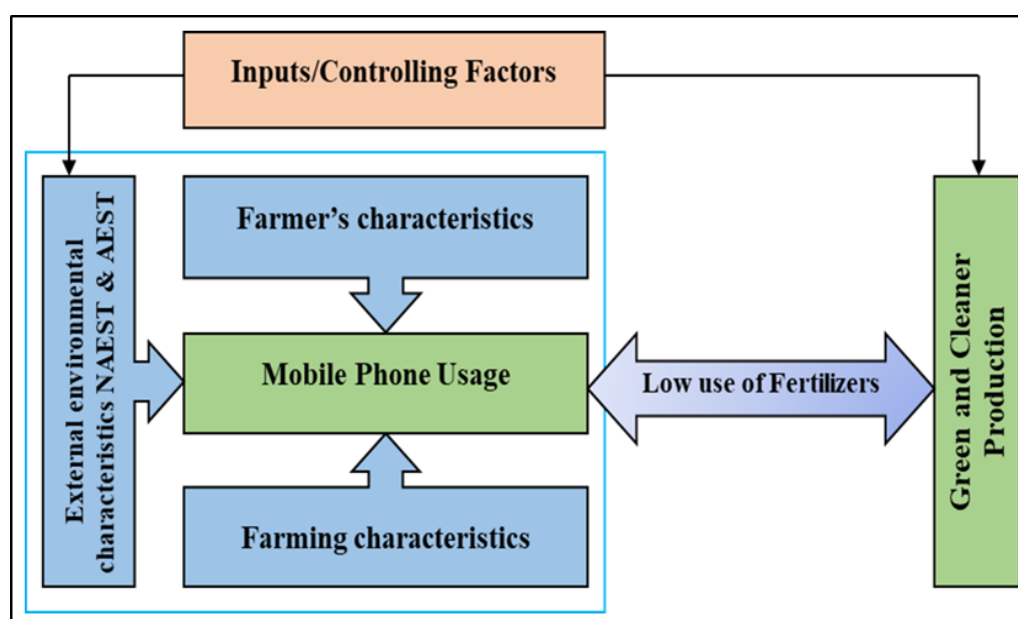 Inputs/Controlling Factors
External environmental
characteristics NAEST & AEST
Farmer’s characteristics
Mobile Phone Usage
Farming characteristics
Low use of Fertilizers
Green and Cleaner
Production